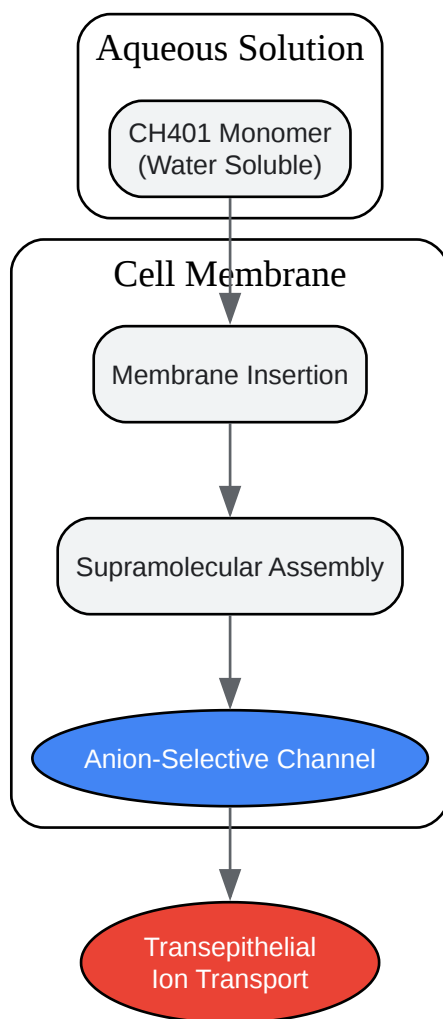 Aqueous Solution
CH401 Monomer
(Water Soluble)
Cell Membrane
Membrane Insertion
Supramolecular Assembly
Anion-Selective Channel
Transepithelial
Ion Transport